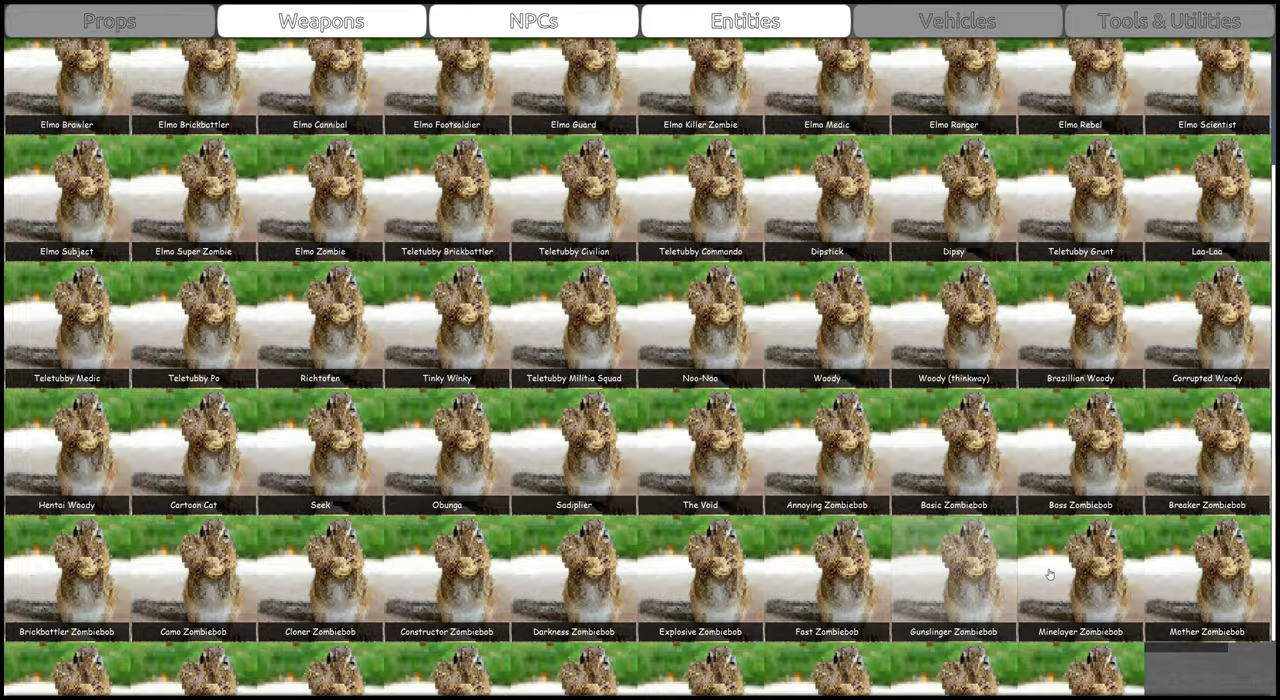 Props Weapons NPCs Entities Vehicles Tools & Utilities
Elmo Brawler Elmo Brickbattler Elmo Cannibal Elmo Footsoldier Elmo Guard Elmo Killer Zombie Elmo Medic Elmo Ranger Elmo Rebel Elmo Scientist
Elmo Subject Elmo Super Zombie Elmo Zombie Teletubby Brickbattler Teletubby Civilian Teletubby Commando Dipstick Dipsy Teletubby Grunt Laa-Laa
Teletubby Medic Teletubby Po Richtofen Tinky Winky Teletubby Militia Squad Noo-Noo Woody Woody (thinkway) Brazillian Woody Corrupted Woody
Hentai Woody Cartoon Cat Seek Obunga Sadiplier The Void Annoying Zombiebob Basic Zombiebob Boss Zombiebob Breaker Zombiebob
Brickbattler Zombiebob Camo Zombiebob Cloner Zombiebob Constructor Zombiebob Darkness Zombiebob Explosive Zombiebob Fast Zombiebob Gunslinger Zombiebob Minelayer Zombiebob Mother Zombiebob